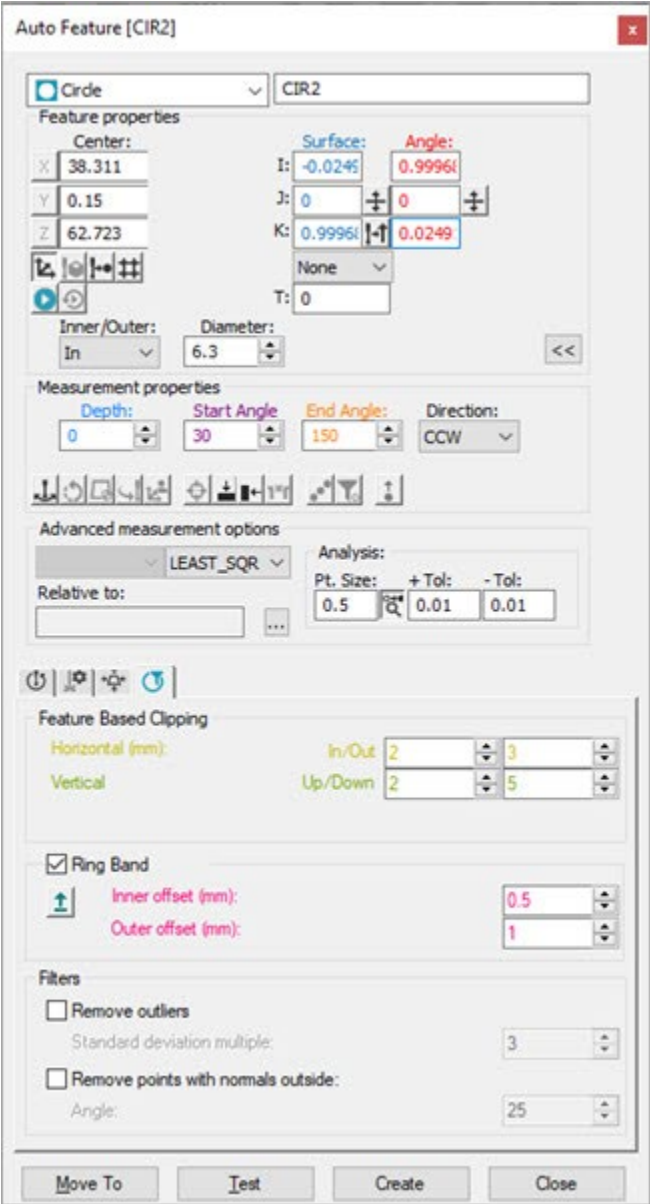 Auto Feature [CIR2]
x
Circle CIR2
Feature properties
Center: Surface: Angle:
X 38.311 I: -0.0249 0.99968
Y 0.15 J: 0 0
Z 62.723 K: 0.99968 0.0249
None
T: 0
Inner/Outer: Diameter:
In 6.3 <<
Measurement properties
Depth: Start Angle End Angle: Direction:
0 30 150 CCW
Advanced measurement options
LEAST_SQR Analysis:
Pt. Size: + Tol: - Tol:
Relative to: 0.5 0.01 0.01
...
Feature Based Clipping
Horizontal (mm): In/Out 2 3
Vertical Up/Down 2 5
Ring Band
Inner offset (mm): 0.5
Outer offset (mm): 1
Filters
Remove outliers
Standard deviation multiple: 3
Remove points with normals outside:
Angle: 25
Move To Test Create Close